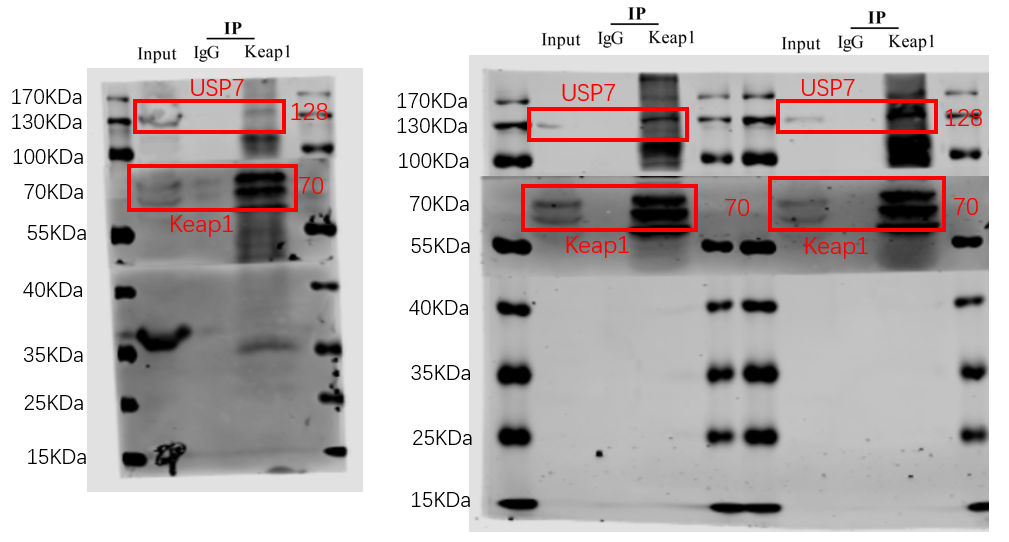 IP
Input IgG Keap1
170KDa
130KDa
100KDa
70KDa
55KDa
40KDa
35KDa
25KDa
15KDa
USP7
128
70
Keap1
IP
Input IgG Keap1
IP
Input IgG Keap1
170KDa
130KDa
100KDa
70KDa
55KDa
40KDa
35KDa
25KDa
15KDa
USP7
USP7
128
70
70
Keap1
Keap1